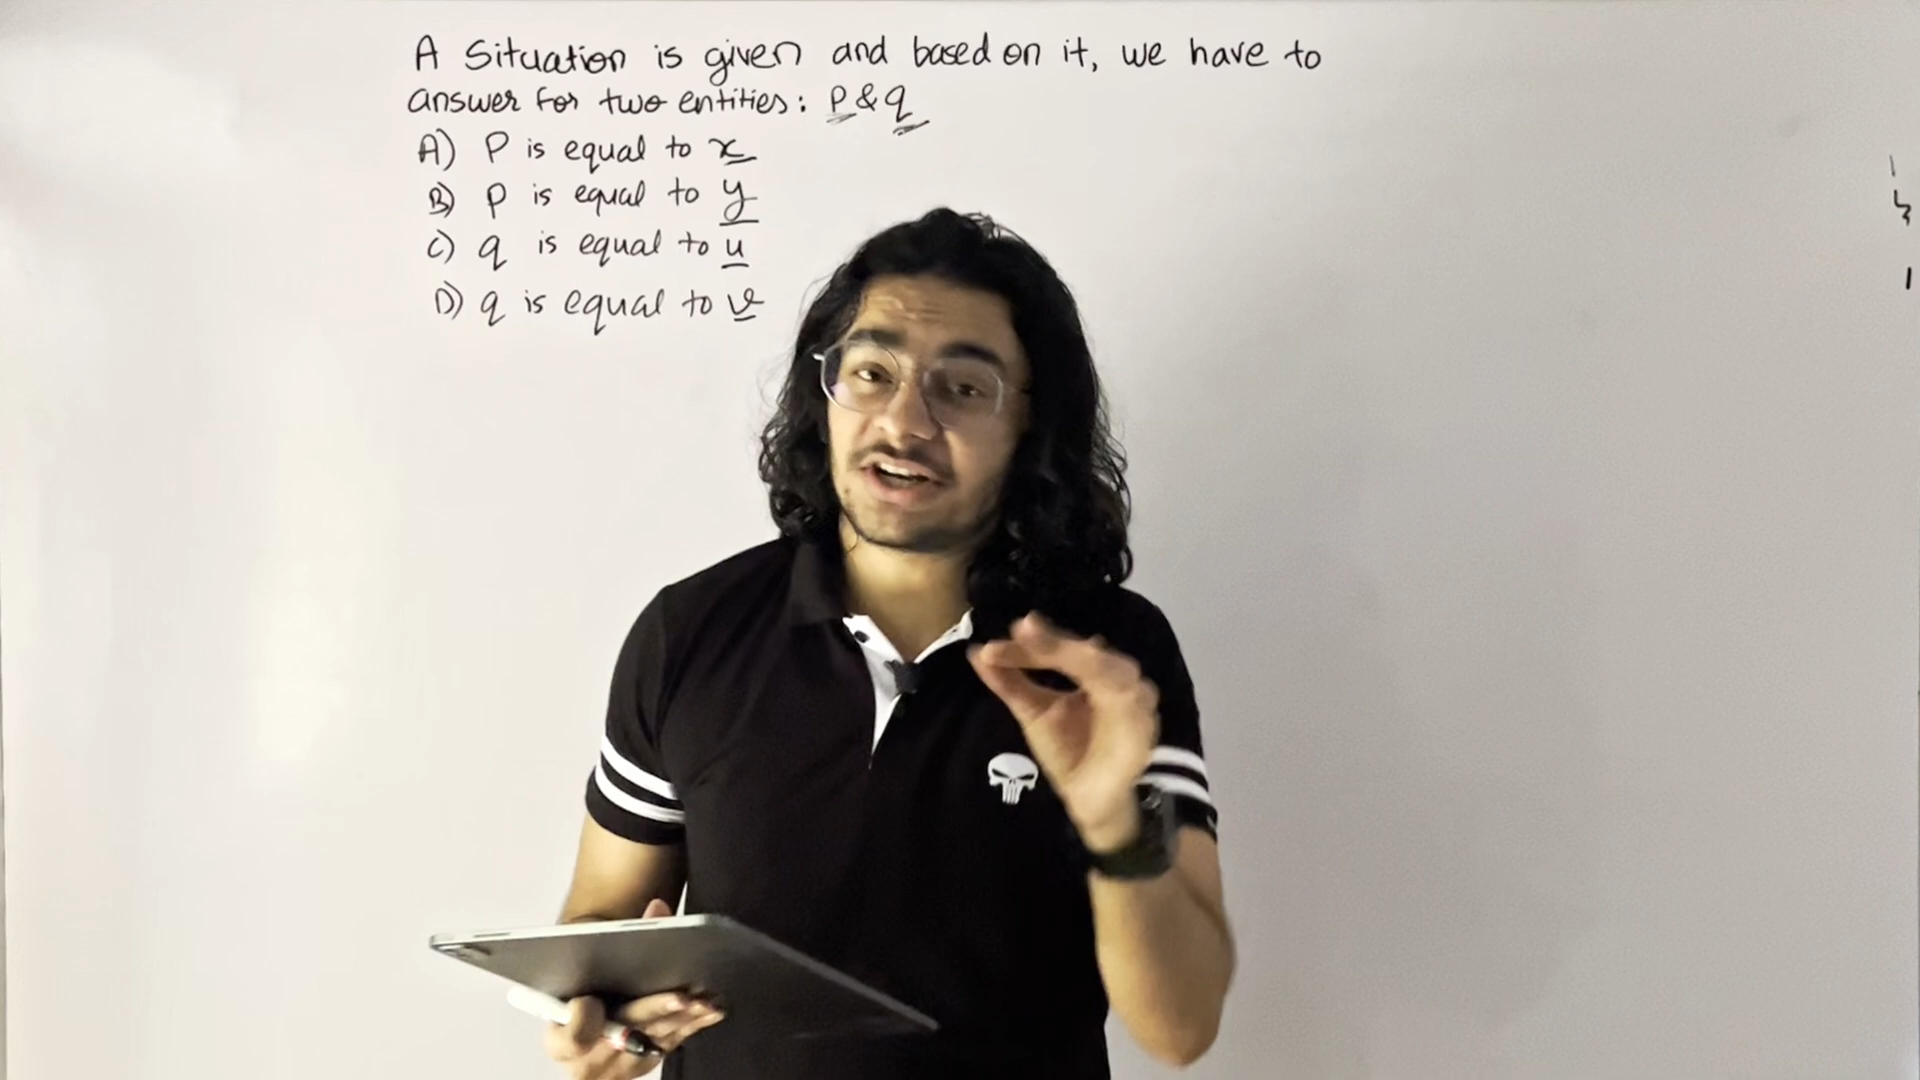 A Situation is given and based on it, we have to
answer for two entities: p & q
A) P is equal to x
B) P is equal to y
C) q is equal to u
D) q is equal to v